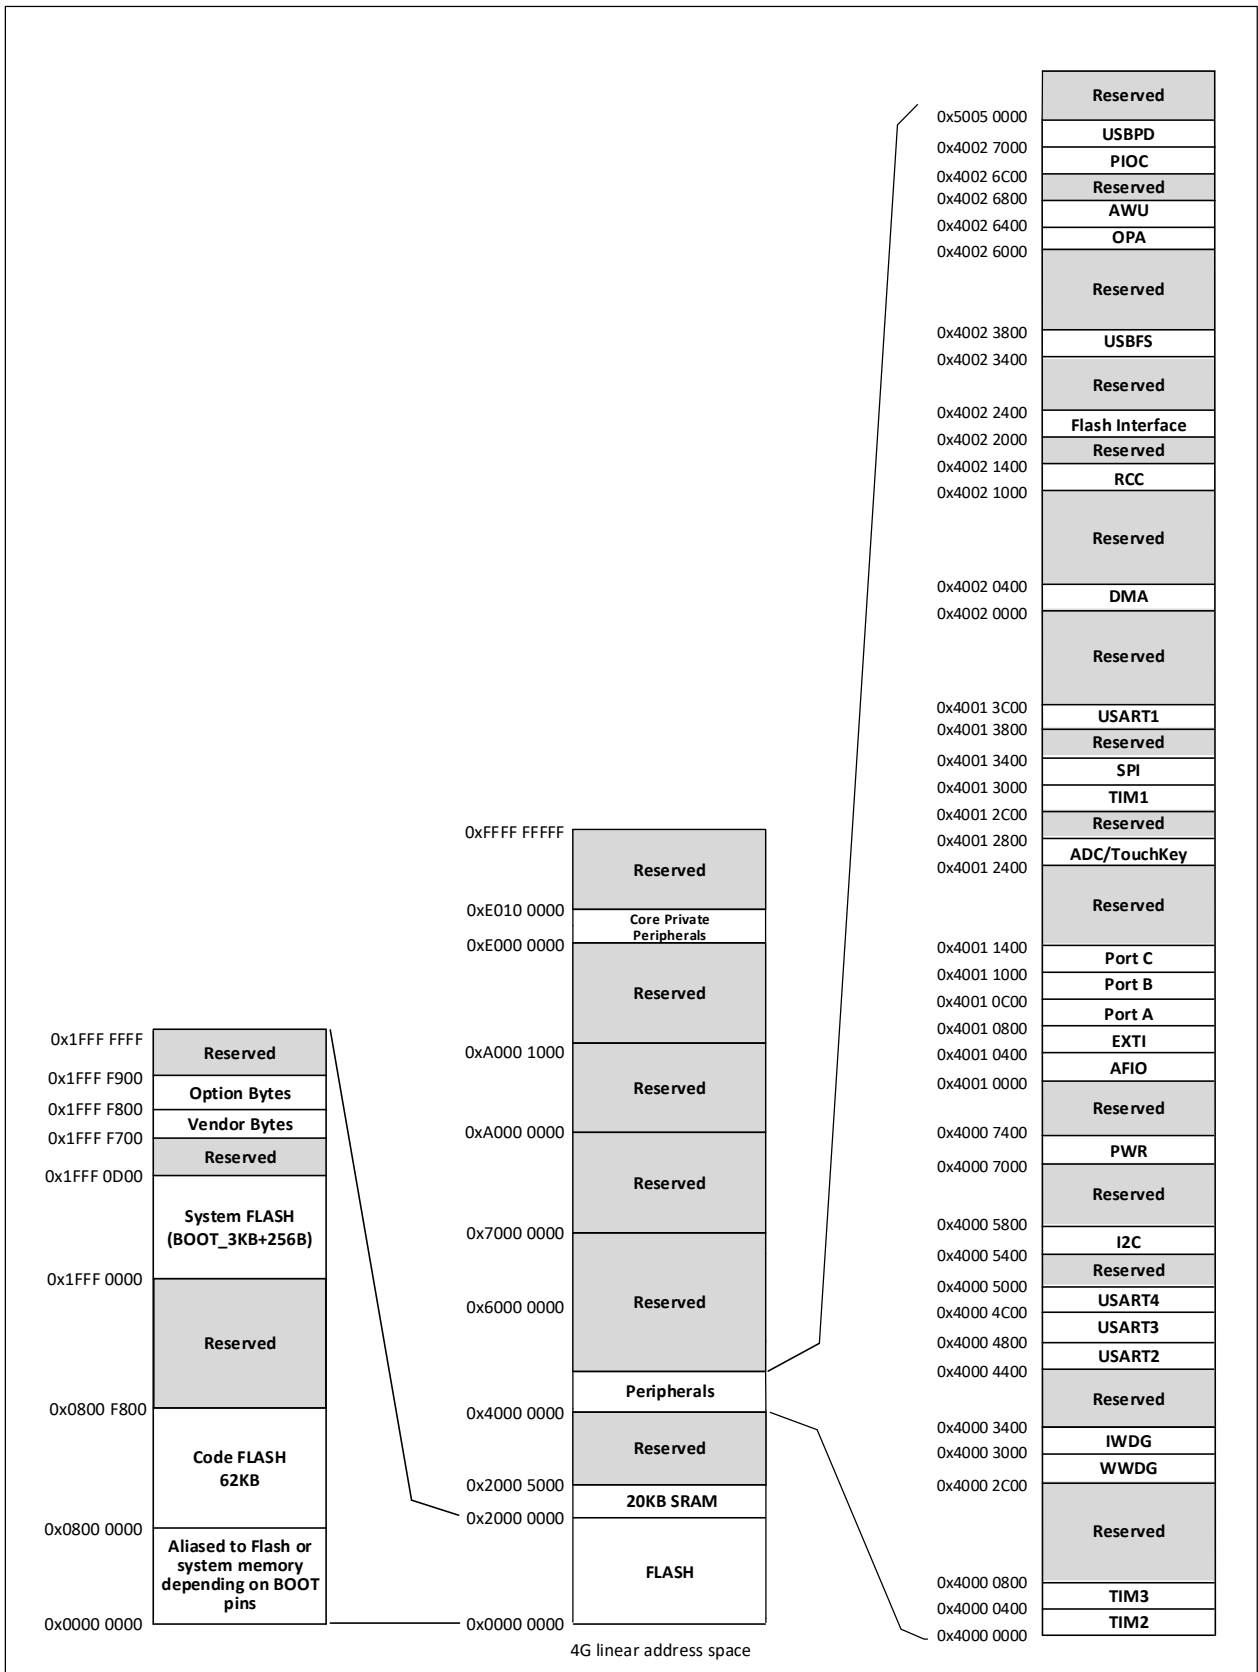 0x1FFF FFFF
Reserved
0x1FFF F900
Option Bytes
0x1FFF F800
Vendor Bytes
0x1FFF F700
Reserved
0x1FFF 0D00
System FLASH
(BOOT_3KB+256B)
0x1FFF 0000
Reserved
0x0800 F800
Code FLASH
62KB
0x0800 0000
Aliased to Flash or
system memory
depending on BOOT
pins
0x0000 0000
0xFFFF FFFFF
Reserved
0xE010 0000
Core Private
Peripherals
0xE000 0000
Reserved
0xA000 1000
Reserved
0xA000 0000
Reserved
0x7000 0000
0x6000 0000
Reserved
Peripherals
0x4000 0000
Reserved
0x2000 5000
20KB SRAM
0x2000 0000
FLASH
0x0000 0000
4G linear address space
Reserved
0x5005 0000
USBPD
0x4002 7000
PIOC
0x4002 6C00
Reserved
0x4002 6800
AWU
0x4002 6400
OPA
0x4002 6000
Reserved
0x4002 3800
USBFS
0x4002 3400
Reserved
0x4002 2400
Flash Interface
0x4002 2000
Reserved
0x4002 1400
RCC
0x4002 1000
Reserved
0x4002 0400
DMA
0x4002 0000
Reserved
0x4001 3C00
USART1
0x4001 3800
Reserved
0x4001 3400
SPI
0x4001 3000
TIM1
0x4001 2C00
Reserved
0x4001 2800
ADC/TouchKey
0x4001 2400
Reserved
0x4001 1400
Port C
0x4001 1000
Port B
0x4001 0C00
Port A
0x4001 0800
EXTI
0x4001 0400
AFIO
0x4001 0000
Reserved
0x4000 7400
PWR
0x4000 7000
Reserved
0x4000 5800
I2C
0x4000 5400
Reserved
0x4000 5000
USART4
0x4000 4C00
USART3
0x4000 4800
USART2
0x4000 4400
Reserved
0x4000 3400
IWDG
0x4000 3000
WWDG
0x4000 2C00
Reserved
0x4000 0800
TIM3
0x4000 0400
TIM2
0x4000 0000